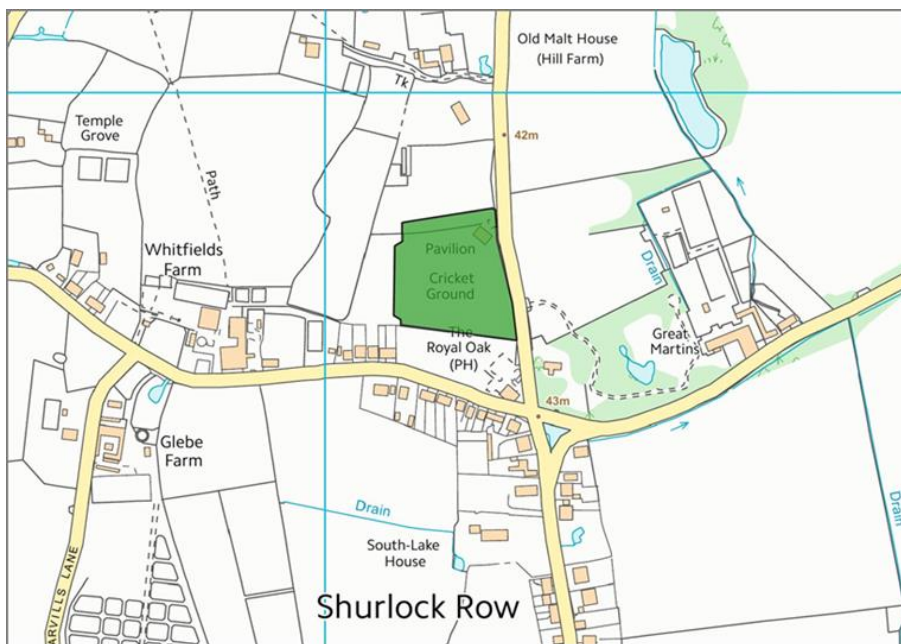 Old Malt House
(Hill Farm)
Tk
Temple
Grove
42m
Path
Whitfields
Farm
Pavilion
Cricket
Ground
Drain
The
Royal Oak
(PH)
Great
Martins
43m
Glebe
Farm
Drain
Drain
South-Lake
House
ARVILLS LANE
Shurlock Row